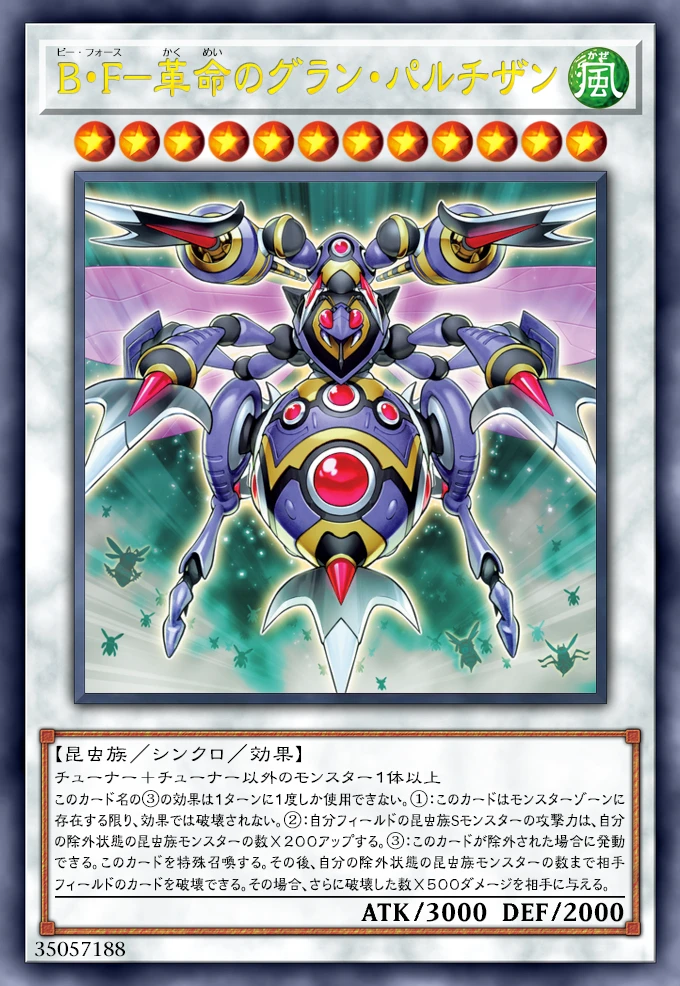 ビー・フォース かくめい
B・F－革命のグラン・パルチザン
かぜ
風
【昆虫族／シンクロ／効果】
チューナー＋チューナー以外のモンスター1体以上
このカード名の③の効果は1ターンに1度しか使用できない。①:このカードはモンスターゾーンに
存在する限り、効果では破壊されない。②:自分フィールドの昆虫族Sモンスターの攻撃力は、自分
の除外状態の昆虫族モンスターの数×200アップする。③:このカードが除外された場合に発動
できる。このカードを特殊召喚する。その後、自分の除外状態の昆虫族モンスターの数まで相手
フィールドのカードを破壊できる。その場合、さらに破壊した数×500ダメージを相手に与える。
ATK/3000 DEF/2000
35057188